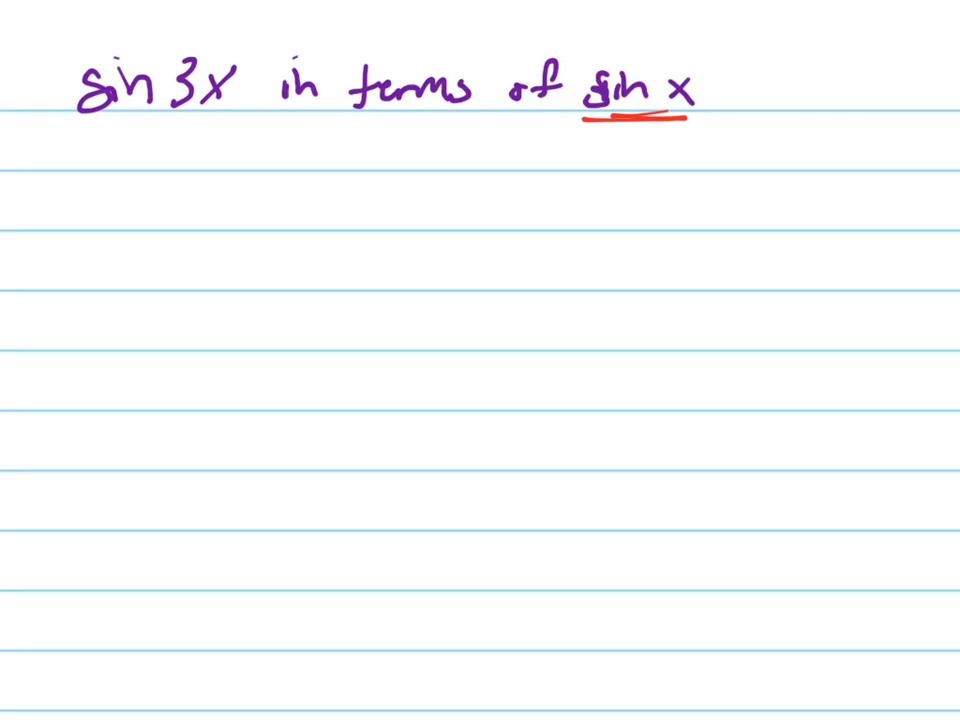 sin 3x in terms of sin x